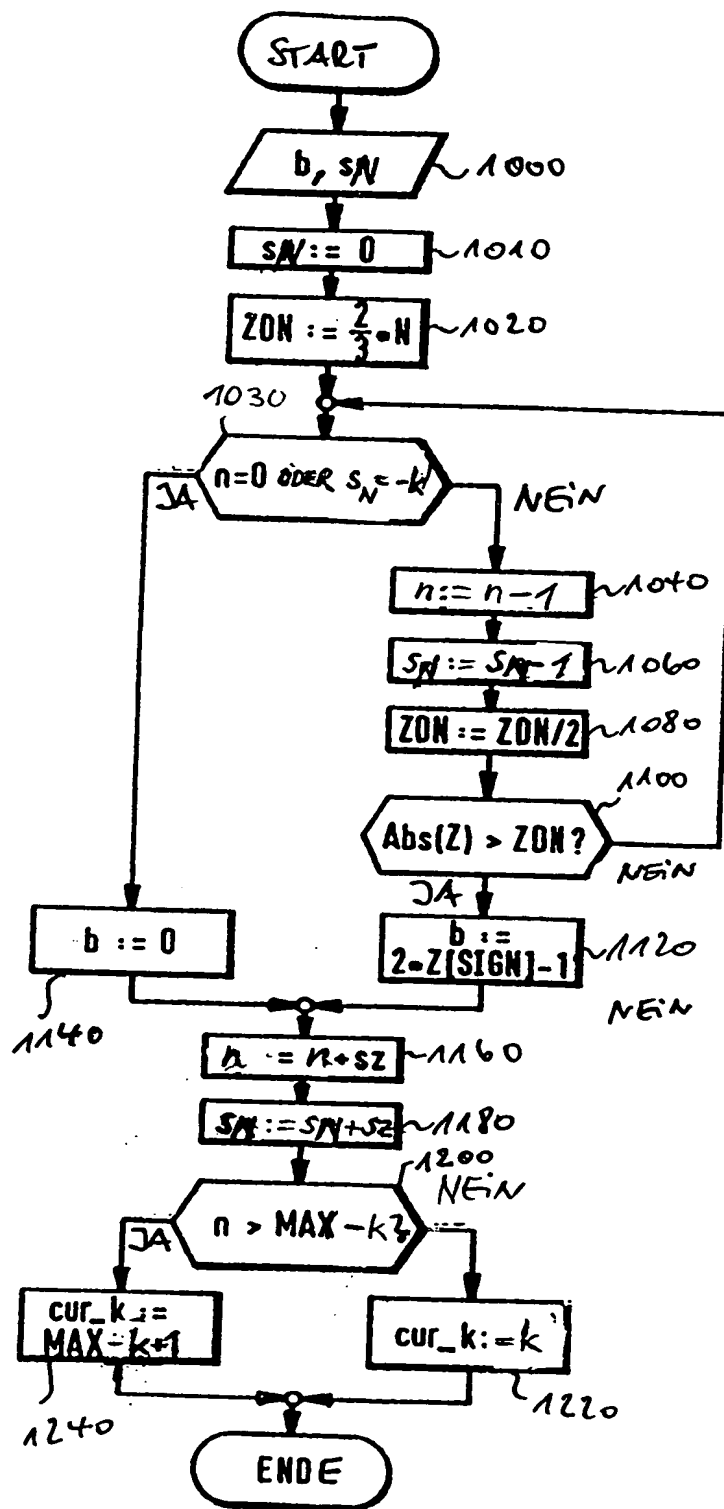 START
b, sN 1000
sN := 0 1010
ZON := 2/3 • N 1020
1030
n=0 ODER sN = -k
JA
NEIN
n := n-1 1040
sN := sN-1 1060
ZON := ZON/2 1080
1100
Abs(Z) > ZON?
NEIN
JA
b := 0
b :=
2•Z[SIGN]-1 1120
1140
NEIN
n := n+sz 1160
sN := sN+sz 1180
1200
NEIN
n > MAX-k?
JA
cur_k :=
MAX-k+1
cur_k := k
1240
1220
ENDE